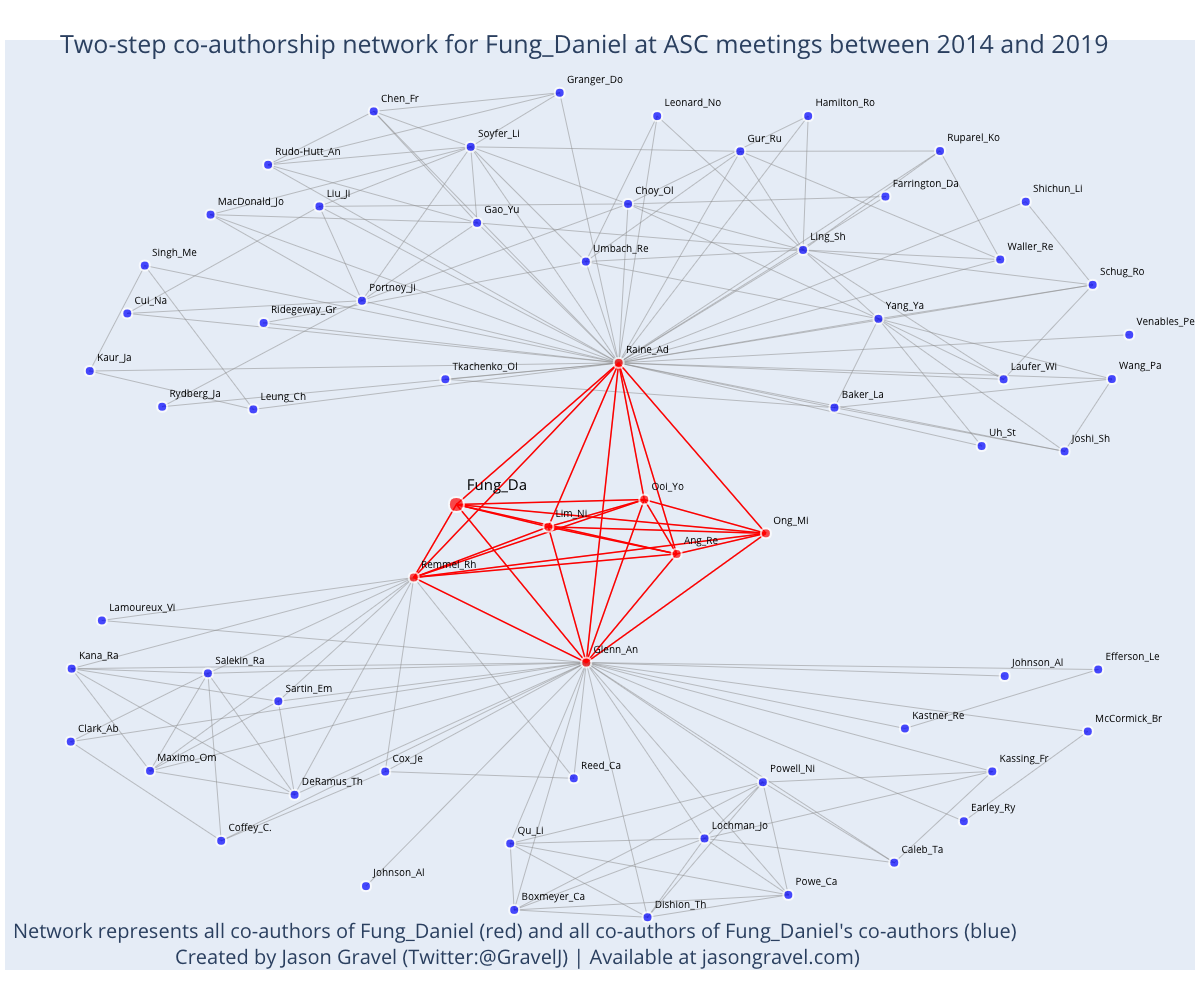 Two-step co-authorship network for Fung_Daniel at ASC meetings between 2014 and 2019
Granger_Do
Chen_Fr
Leonard_No
Hamilton_Ro
Soyfer_Li
Gur_Ru
Ruparel_Ko
Rudo-Hutt_An
Farrington_Da
Shichun_Li
MacDonald_Jo
Liu_Ji
Choy_Ol
Gao_Yu
Ling_Sh
Waller_Re
Singh_Me
Umbach_Re
Schug_Ro
Cui_Na
Portnoy_Ji
Ridegeway_Gr
Yang_Ya
Venables_Pe
Kaur_Ja
Raine_Ad
Tkachenko_Ol
Laufer_Wi
Wang_Pa
Rydberg_Ja
Leung_Ch
Baker_La
Uh_St
Joshi_Sh
Fung_Da
Ooi_Yo
Lim_Ni
Ong_Mi
Ang_Re
Remmel_Rh
Lamoureux_Vi
Glenn_An
Kana_Ra
Salekin_Ra
Johnson_Al
Efferson_Le
Sartin_Em
Kastner_Re
McCormick_Br
Clark_Ab
Maximo_Om
Cox_Je
Reed_Ca
Powell_Ni
Kassing_Fr
DeRamus_Th
Earley_Ry
Coffey_C.
Qu_Li
Lochman_Jo
Caleb_Ta
Johnson_Al
Boxmeyer_Ca
Dishion_Th
Powe_Ca
Network represents all co-authors of Fung_Daniel (red) and all co-authors of Fung_Daniel's co-authors (blue)
Created by Jason Gravel (Twitter:@GravelJ) | Available at jasongravel.com)